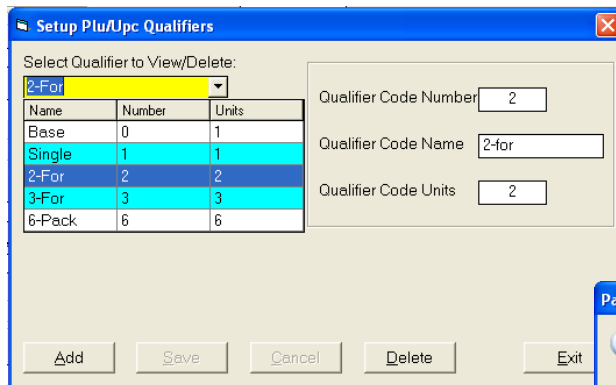 Setup Plu/Upc Qualifiers
Select Qualifier to View/Delete:
2-For
Name Number Units
Base 0 1
Single 1 1
2-For 2 2
3-For 3 3
6-Pack 6 6
Qualifier Code Number 2
Qualifier Code Name 2-for
Qualifier Code Units 2
Pa
Add Save Cancel Delete Exit